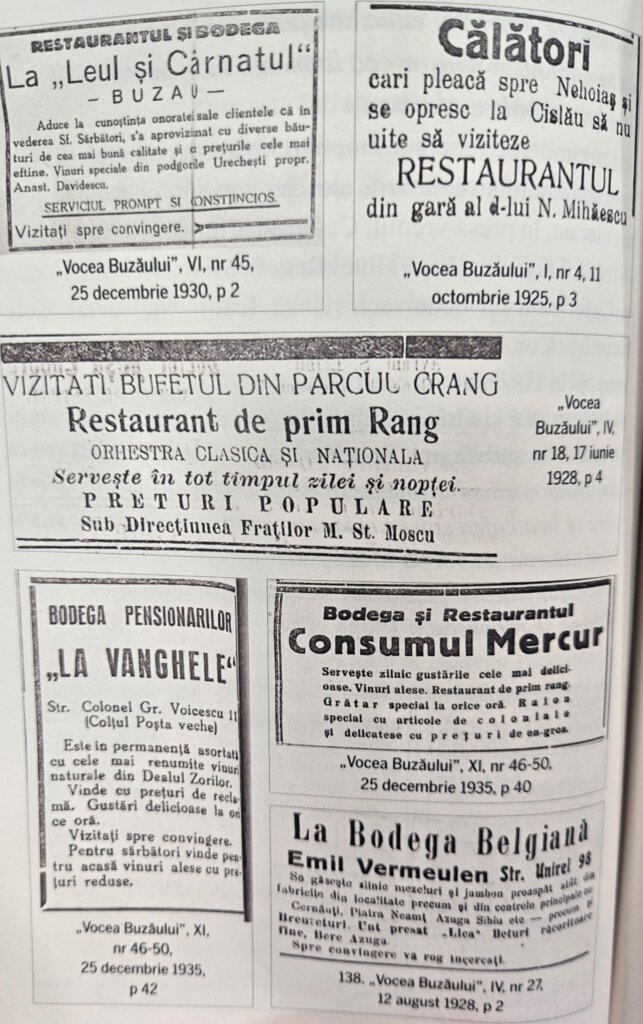 RESTAURANTUL ȘI BODEGA
La „Leul și Cârnatul”
— BUZAU —
Aduce la cunoștința onoratei sale clientele că în
vederea Sf. Sărbători, s'a aprovizionat cu diverse bău-
turi de cea mai bună calitate și a prețurile cele mai
eftine. Vinuri speciale din podgorile Urechești propr.
Anast. Davidescu.
SERVICIUL PROMPT SI CONSTIINCIOS.
Vizitați spre convingere.
„Vocea Buzăului”, VI, nr 45,
25 decembrie 1930, p 2
Călători
cari pleacă spre Nehoiaș și
se opresc la Cislău să nu
uite să viziteze
RESTAURANTUL
din gară al d-lui N. Mihăescu
„Vocea Buzăului”, I, nr 4, 11
octombrie 1925, p 3
VIZITATI BUFETUL DIN PARCUL CRANG
Restaurant de prim Rang
ORHESTRA CLASICA ȘI NAȚIONALA
Servește în tot timpul zilei și nopței.
PRETURI POPULARE
Sub Direcțiunea Fraților M. St. Moscu
„Vocea
Buzăului”, IV,
nr 18, 17 iunie
1928, p 4
BODEGA PENSIONARILOR
„LA VANGHELE”
Str. Colonel Gr. Voicescu 11
(Colțul Poșta veche)
Este în permanență asortată
cu cele mai renumite vinuri
naturale din Dealul Zorilor.
Vinde cu prețuri de recla-
mă. Gustări delicioase la ori
ce oră.
Vizitați spre convingere.
Pentru sărbători vinde pen-
tru acasă vinuri alese cu pre-
țuri reduse.
„Vocea Buzăului”, XI,
nr 46-50,
25 decembrie 1935,
p 42
Bodega și Restaurantul
Consumul Mercur
Servește zilnic gustările cele mai delici-
oase. Vinuri alese. Restaurant de prim rang.
Grătar special la orice oră. Raion
special cu articole de coloniale
și delicatese cu prețuri de en-gros.
„Vocea Buzăului”, XI, nr 46-50,
25 decembrie 1935, p 40
La Bodega Belgiană
Emil Vermeulen Str. Unirei 98
Se găsește zilnic mezeluri și jambon proaspăt atât din
fabricile din localitate precum și din centrele principale ca
Cernăuți, Piatra Neamț Azuga Sibiu etc — precum și
Brenzeturi. Unt presat „Lica” Beturi răcoritoare
fine, Bere Azuga.
Spre convingere vă rog încercați.
138. „Vocea Buzăului”, IV, nr 27,
12 august 1928, p 2